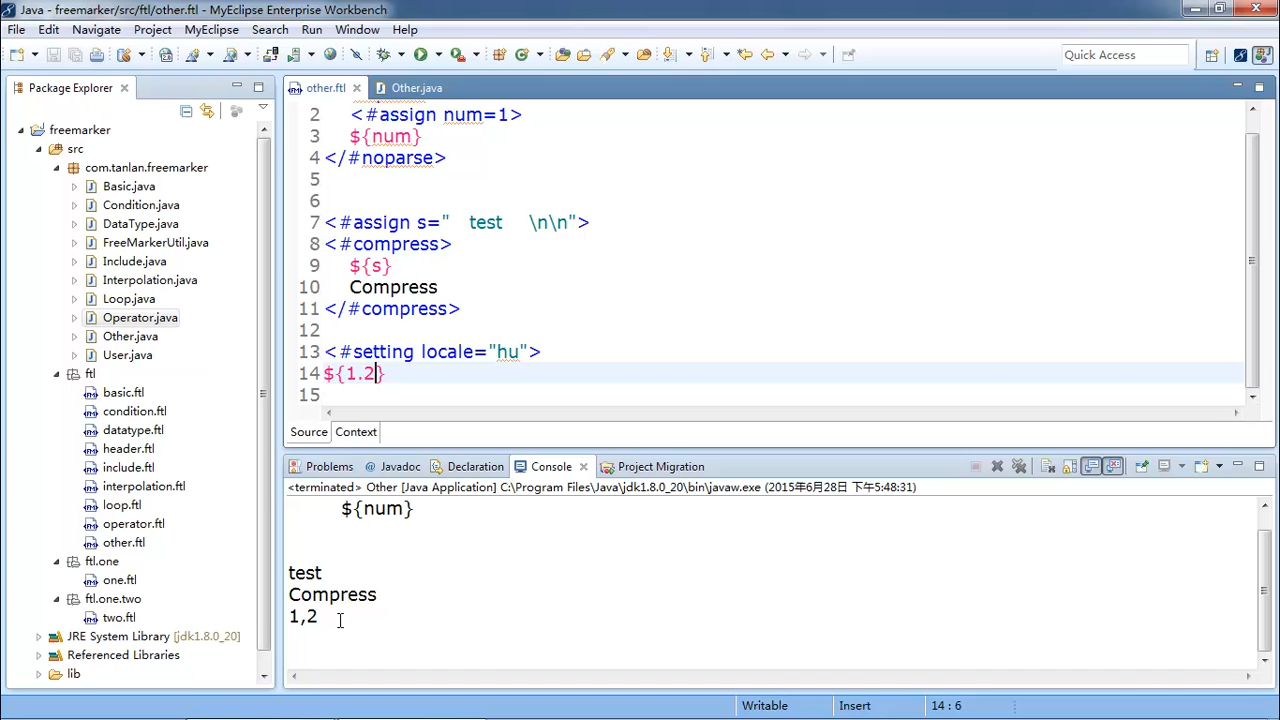 Java - freemarker/src/ftl/other.ftl - MyEclipse Enterprise Workbench
File Edit Navigate Project MyEclipse Search Run Window Help
Quick Access
Package Explorer
freemarker
src
com.tanlan.freemarker
Basic.java
Condition.java
DataType.java
FreeMarkerUtil.java
Include.java
Interpolation.java
Loop.java
Operator.java
Other.java
User.java
ftl
basic.ftl
condition.ftl
datatype.ftl
header.ftl
include.ftl
interpolation.ftl
loop.ftl
operator.ftl
other.ftl
ftl.one
one.ftl
ftl.one.two
two.ftl
JRE System Library [jdk1.8.0_20]
Referenced Libraries
lib
other.ftl Other.java
2 <#assign num=1>
3 ${num}
4 </#noparse>
5
6
7 <#assign s="   test   \n\n">
8 <#compress>
9 ${s}
10 Compress
11 </#compress>
12
13 <#setting locale="hu">
14 ${1.2}
15
Source Context
Problems Javadoc Declaration Console Project Migration
<terminated> Other [Java Application] C:\Program Files\Java\jdk1.8.0_20\bin\javaw.exe (2015年6月28日 下午5:48:31)
${num}
test
Compress
1,2
Writable Insert 14 : 6